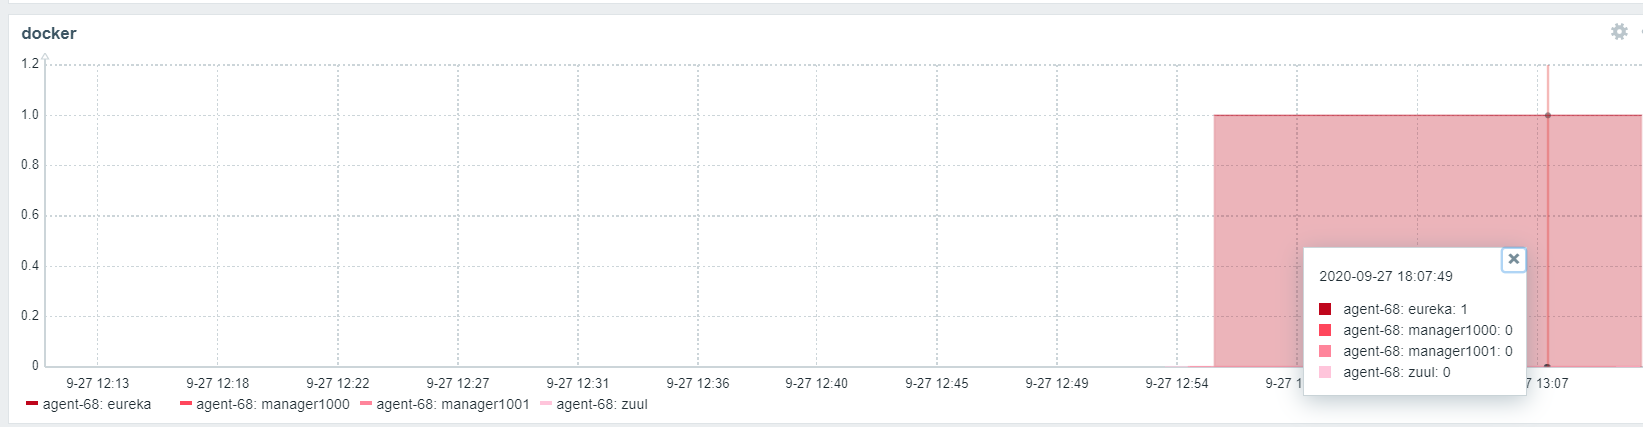 docker
1.2
1.0
0.8
0.6
0.4
0.2
0
2020-09-27 18:07:49
agent-68: eureka: 1
agent-68: manager1000: 0
agent-68: manager1001: 0
agent-68: zuul: 0
9-27 12:13 9-27 12:18 9-27 12:22 9-27 12:27 9-27 12:31 9-27 12:36 9-27 12:40 9-27 12:45 9-27 12:49 9-27 12:54 9-27 13:07
agent-68: eureka agent-68: manager1000 agent-68: manager1001 agent-68: zuul